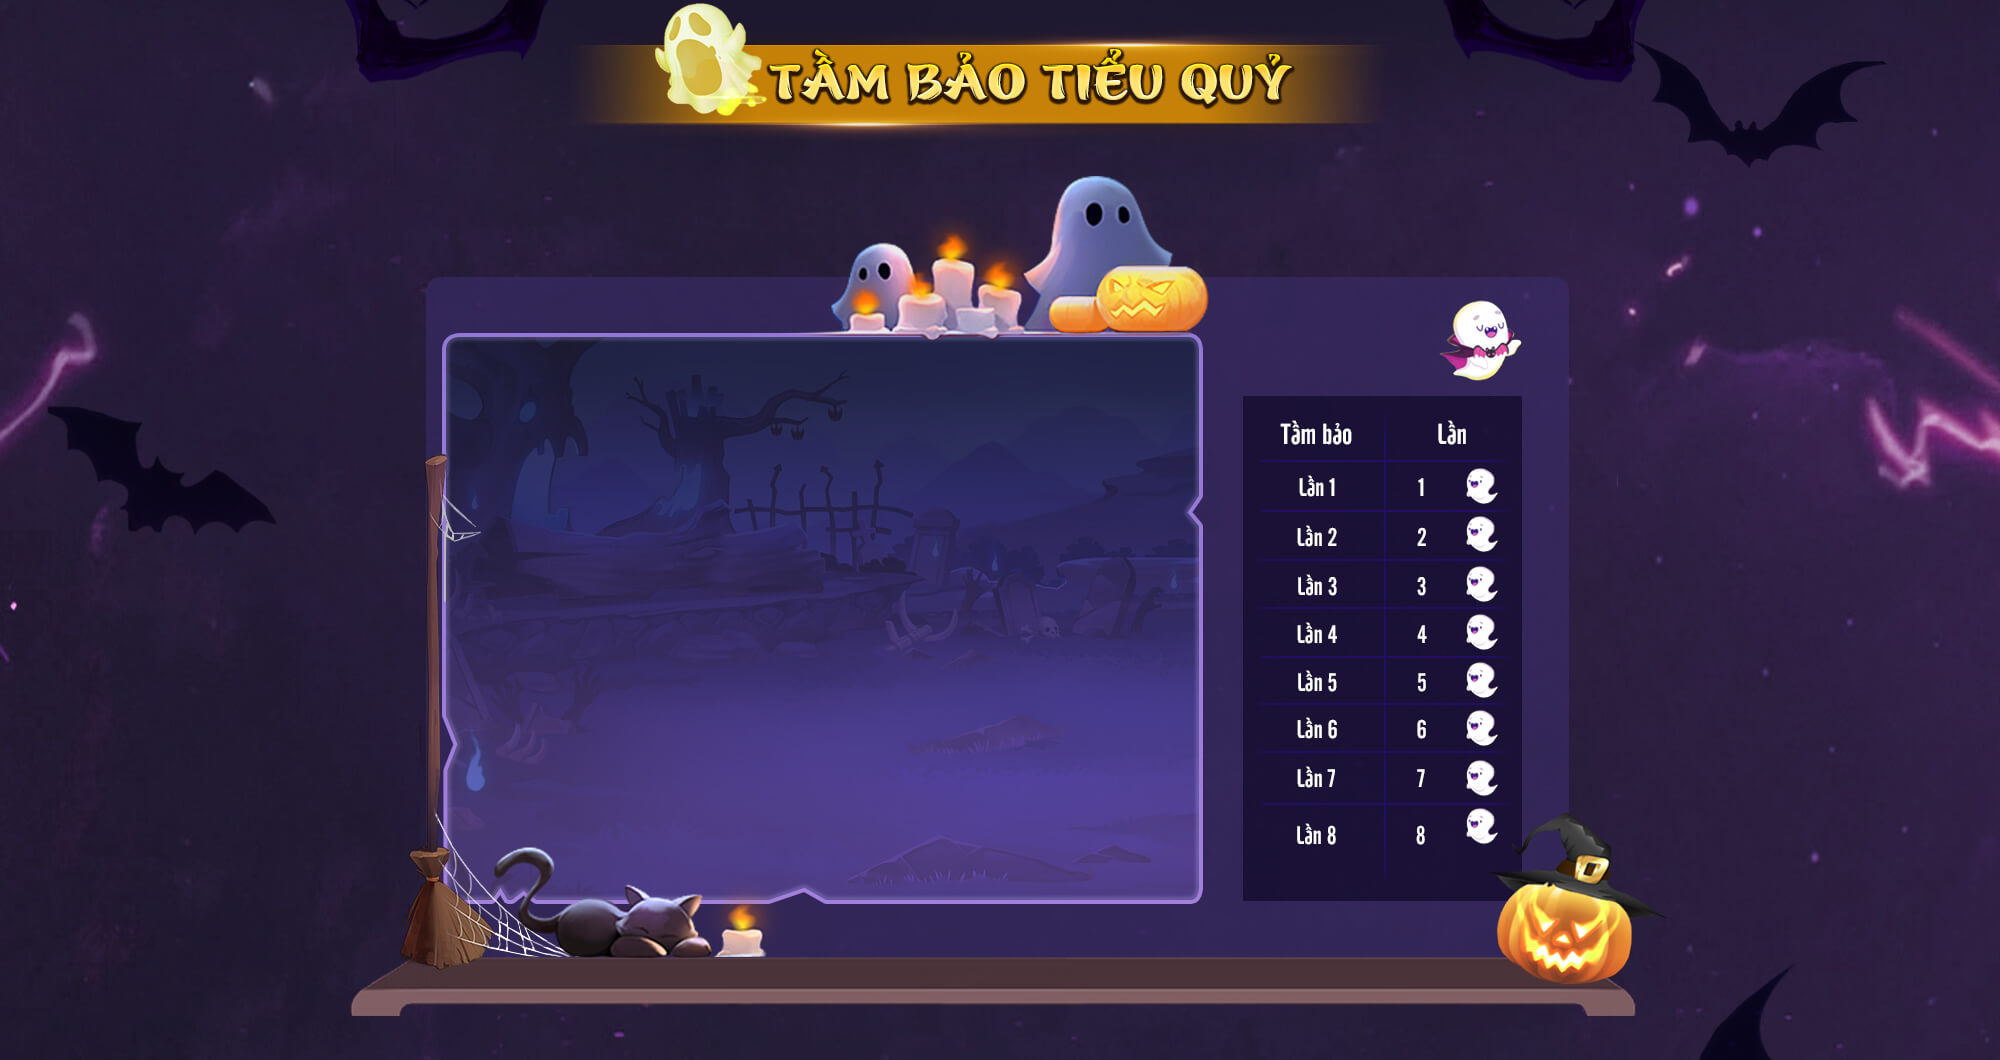 TẦM BẢO TIỂU QUỶ
Tầm bảo Lần
Lần 1 1
Lần 2 2
Lần 3 3
Lần 4 4
Lần 5 5
Lần 6 6
Lần 7 7
Lần 8 8